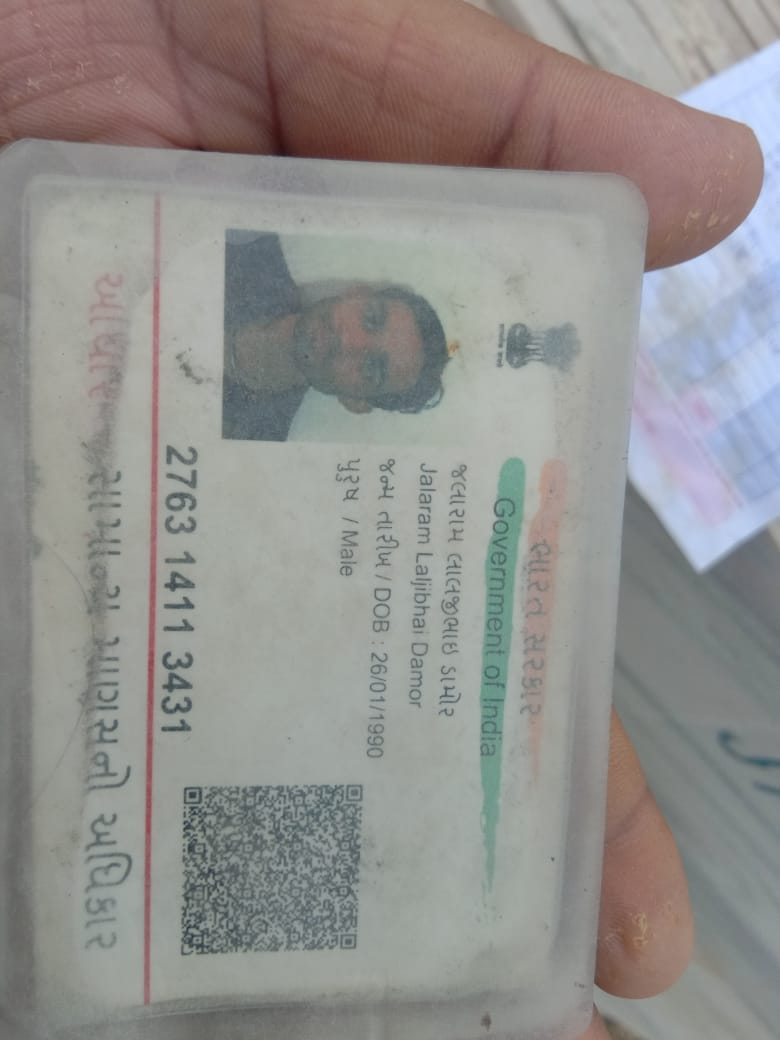 ભારત સરકાર
Government of India
જલારામ લાલજીભાઇ ડામોર
Jalaram Laljibhai Damor
જન્મ તારીખ / DOB : 26/01/1990
પુરુષ / Male
2763 1411 3431
આધાર - સામાન્ય માણસનો અધિકાર